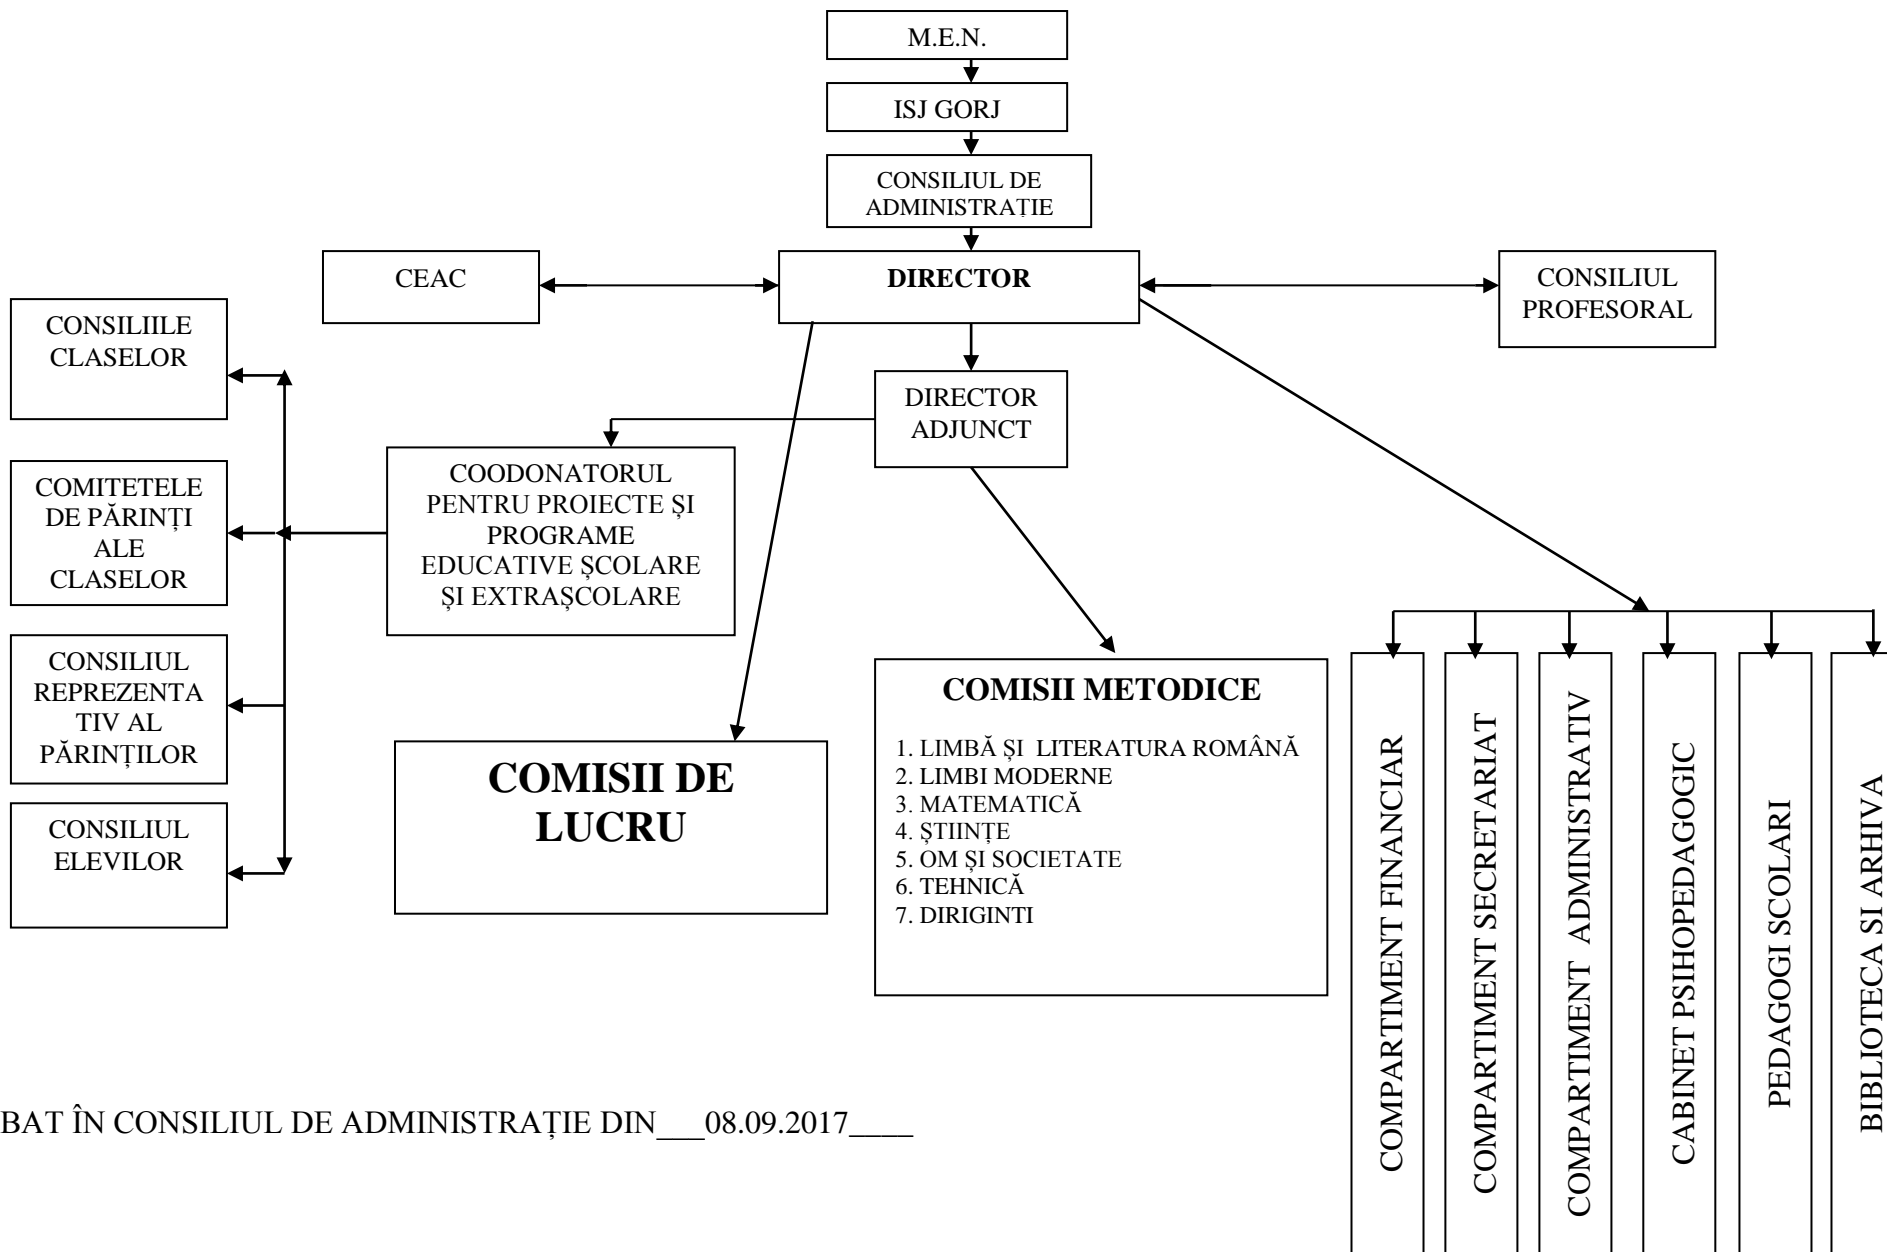 M.E.N.
ISJ GORJ
CONSILIUL DE
ADMINISTRAȚIE
CEAC
DIRECTOR
CONSILIUL
PROFESORAL
CONSILIILE
CLASELOR
DIRECTOR
ADJUNCT
COMITETELE
DE PĂRINȚI
ALE
CLASELOR
COODONATORUL
PENTRU PROIECTE ȘI
PROGRAME
EDUCATIVE ȘCOLARE
ȘI EXTRAȘCOLARE
CONSILIUL
REPREZENTA
TIV AL
PĂRINȚILOR
CONSILIUL
ELEVILOR
COMISII DE
LUCRU
COMISII METODICE
1. LIMBĂ ȘI  LITERATURA ROMÂNĂ
2. LIMBI MODERNE
3. MATEMATICĂ
4. ȘTIINȚE
5. OM ȘI SOCIETATE
6. TEHNICĂ
7. DIRIGINTI
COMPARTIMENT FINANCIAR
COMPARTIMENT SECRETARIAT
COMPARTIMENT  ADMINISTRATIV
CABINET PSIHOPEDAGOGIC
PEDAGOGI SCOLARI
BIBLIOTECA SI ARHIVA
BAT ÎN CONSILIUL DE ADMINISTRAȚIE DIN___08.09.2017____